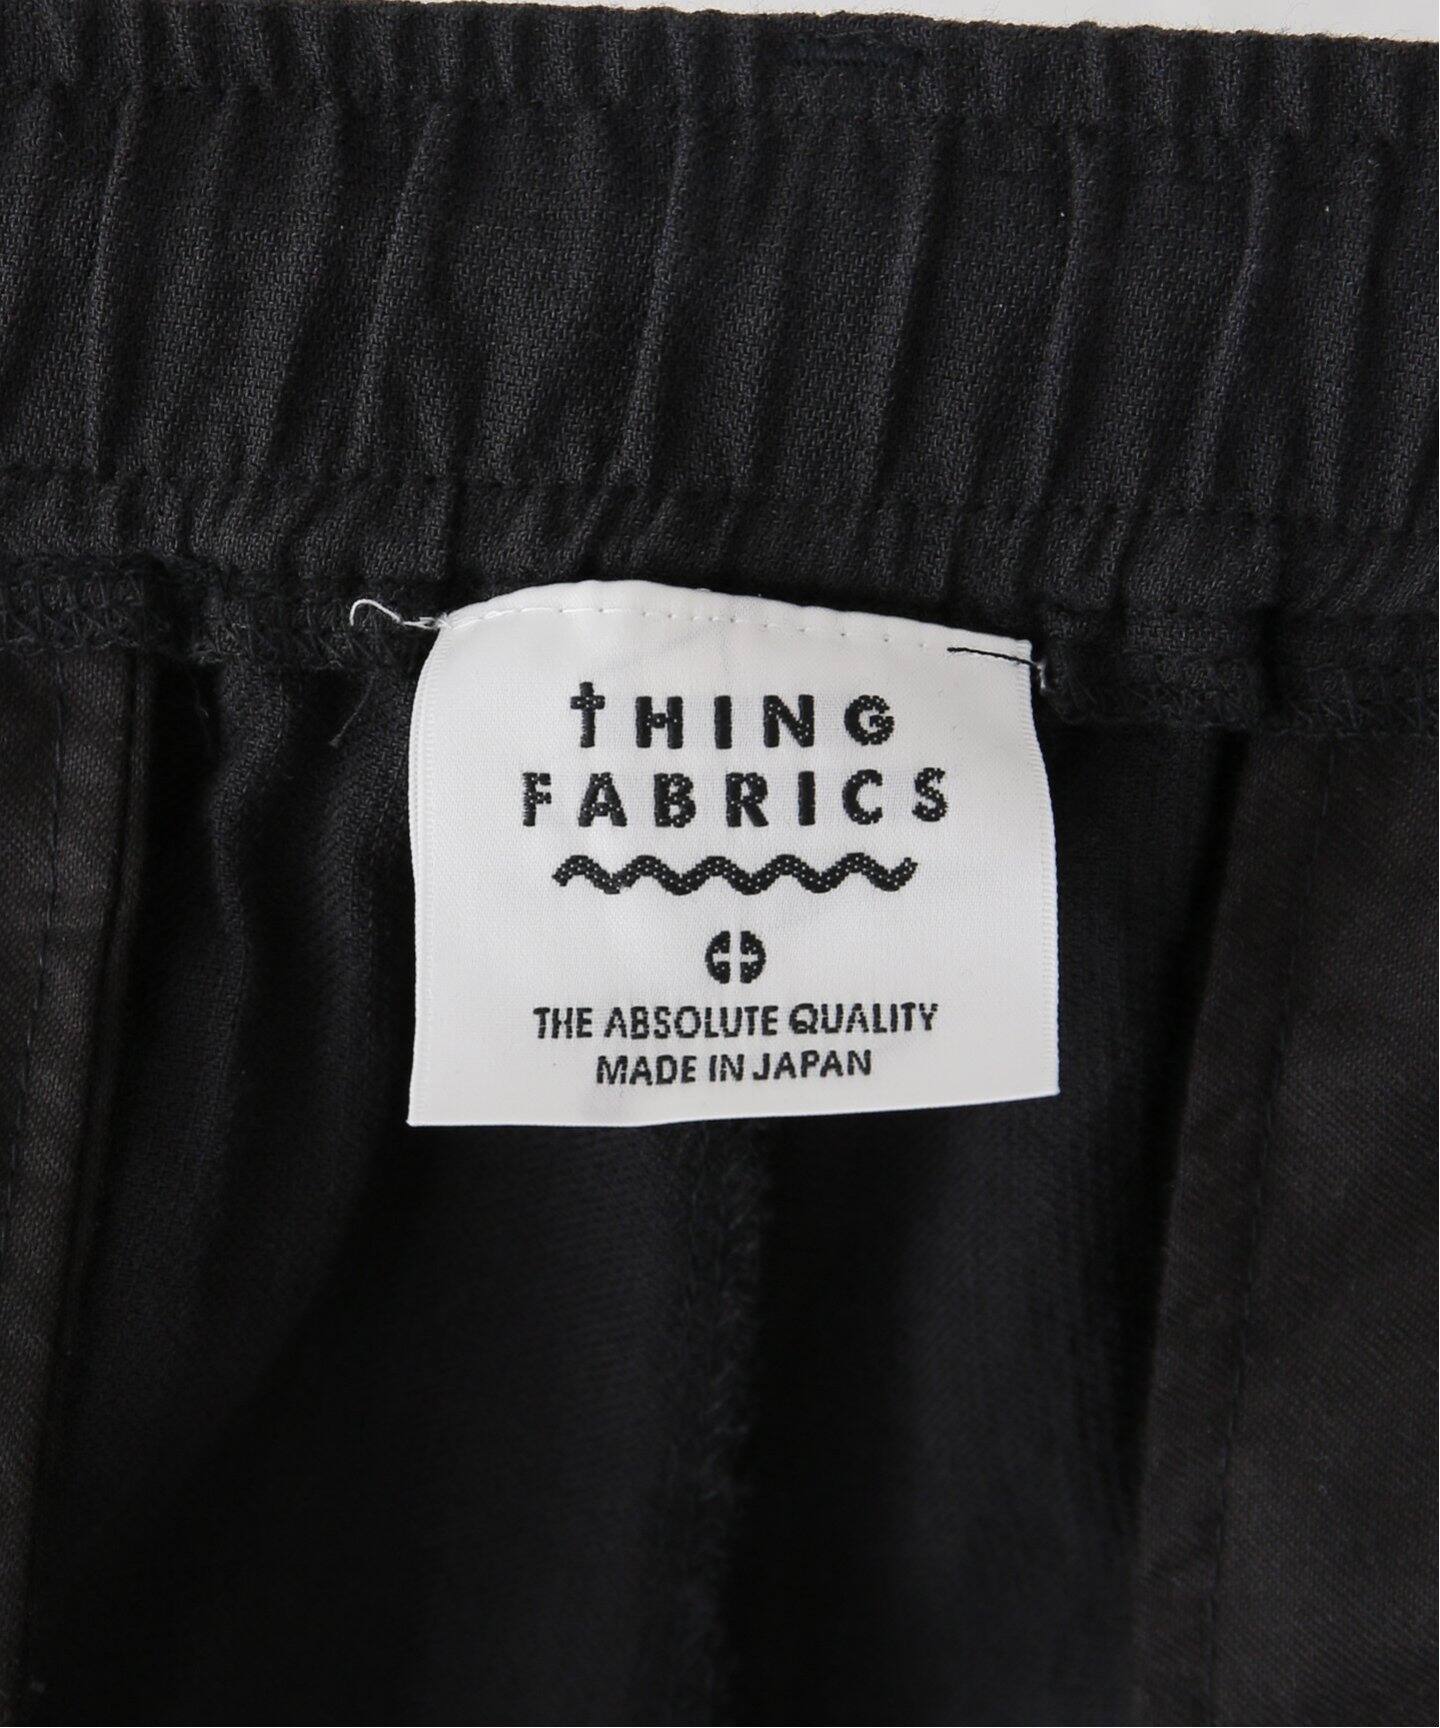 tHING
FABRICS
THE ABSOLUTE QUALITY
MADE IN JAPAN